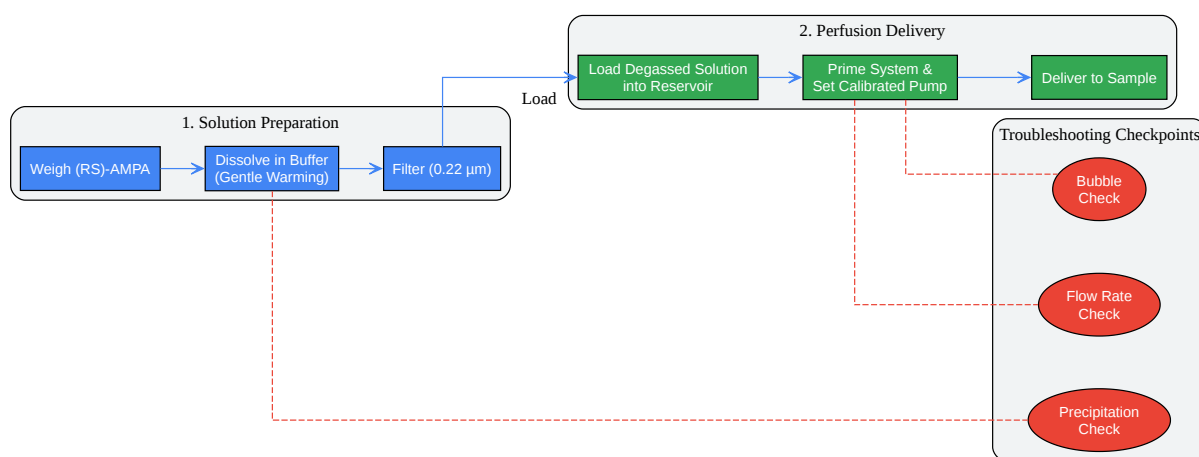 1. Solution Preparation
Weigh (RS)-AMPA
Dissolve in Buffer
(Gentle Warming)
Filter (0.22 µm)
Load
2. Perfusion Delivery
Load Degassed Solution
into Reservoir
Prime System &
Set Calibrated Pump
Deliver to Sample
Troubleshooting Checkpoints
Bubble
Check
Flow Rate
Check
Precipitation
Check